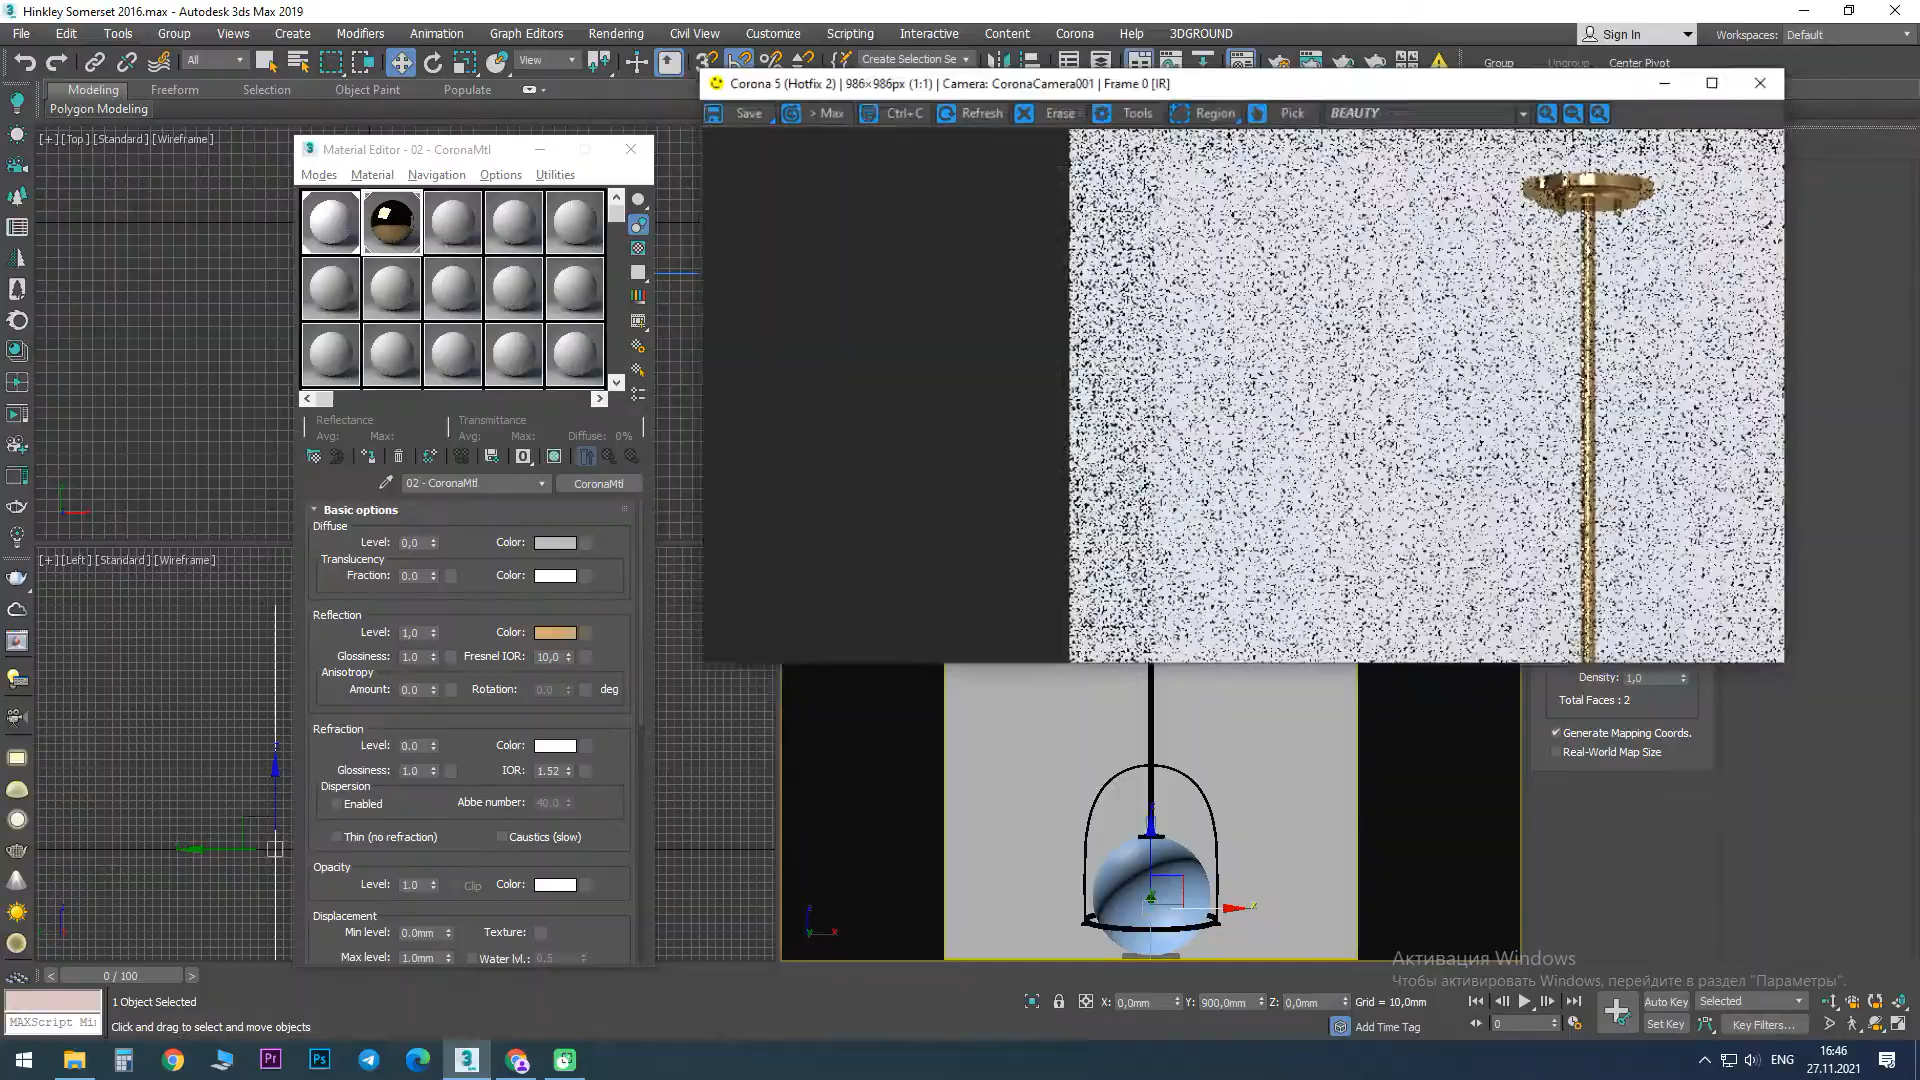 Hinkley Somerset 2016.max - Autodesk 3ds Max 2019
File Edit Tools Group Views Create Modifiers Animation Graph Editors Rendering Civil View Customize Scripting Interactive Content Corona Help 3DGROUND
Sign In Workspaces: Default
All View Create Selection Se Group Ungroup Center Pivot
Modeling Freeform Selection Object Paint Populate
Polygon Modeling
Corona 5 (Hotfix 2) | 986×986px (1:1) | Camera: CoronaCamera001 | Frame 0 [IR]
Save > Max Ctrl+C Refresh Erase Tools Region Pick BEAUTY
[+] [Top] [Standard] [Wireframe]
Material Editor - 02 - CoronaMtl
Modes Material Navigation Options Utilities
Reflectance Transmittance
Avg: Max: Avg: Max: Diffuse: 0%
02 - CoronaMtl CoronaMtl
Basic options
Diffuse
Level: 0,0 Color:
Translucency
Fraction: 0.0 Color:
Reflection
Level: 1,0 Color:
Glossiness: 1.0 Fresnel IOR: 10,0
Anisotropy
Amount: 0.0 Rotation: 0.0 deg
Refraction
Level: 0.0 Color:
Glossiness: 1.0 IOR: 1.52
Dispersion
Enabled Abbe number: 40.0
Thin (no refraction) Caustics (slow)
Opacity
Level: 1.0 Clip Color:
Displacement
Min level: 0.0mm Texture:
Max level: 1.0mm Water lvl.: 0.5
[+] [Left] [Standard] [Wireframe]
Density: 1,0
Total Faces : 2
Generate Mapping Coords.
Real-World Map Size
Активация Windows
Чтобы активировать Windows, перейдите в раздел "Параметры".
0 / 100
1 Object Selected
MAXScript Mi
Click and drag to select and move objects
X: 0,0mm Y: 900,0mm Z: 0,0mm Grid = 10,0mm
Add Time Tag
0
Auto Key Selected
Set Key Key Filters...
ENG
16:46
27.11.2021